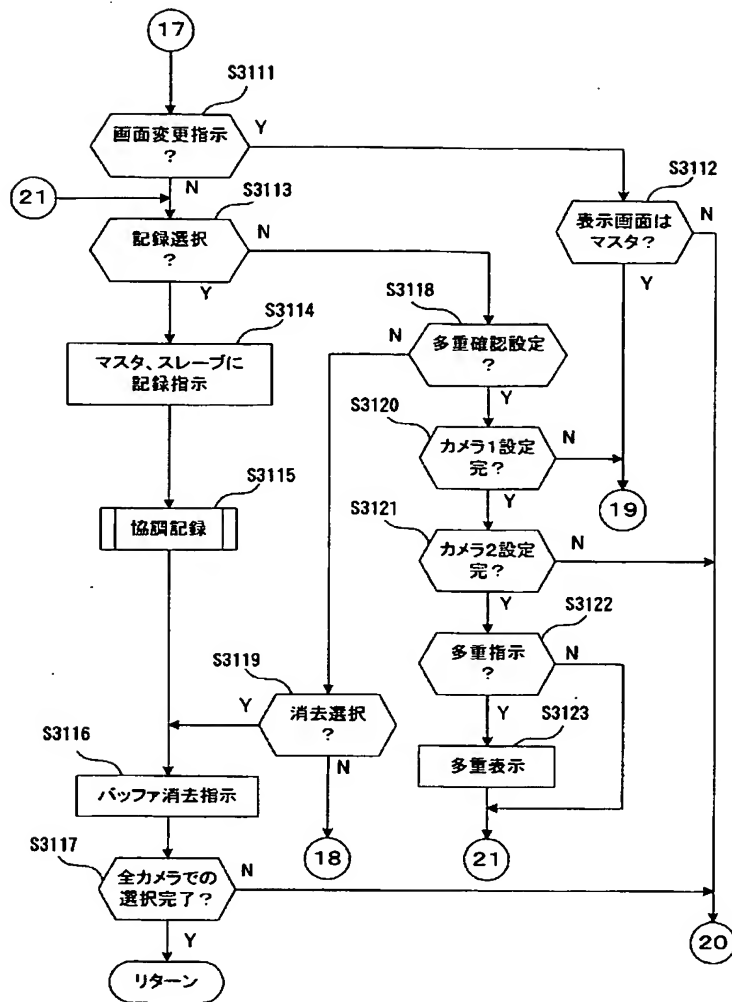 17
S3111
画面変更指示
?
Y
N
21
S3112
表示画面は
マスタ?
N
Y
S3113
記録選択
?
N
Y
S3114
マスタ、スレーブに
記録指示
S3118
多重確認設定
?
N
Y
S3120
カメラ1設定
完?
N
Y
19
S3115
協調記録
S3121
カメラ2設定
完?
N
Y
S3122
多重指示
?
N
Y
S3119
消去選択
?
Y
N
S3123
多重表示
S3116
バッファ消去指示
18
21
S3117
全カメラでの
選択完了?
N
Y
20
リターン